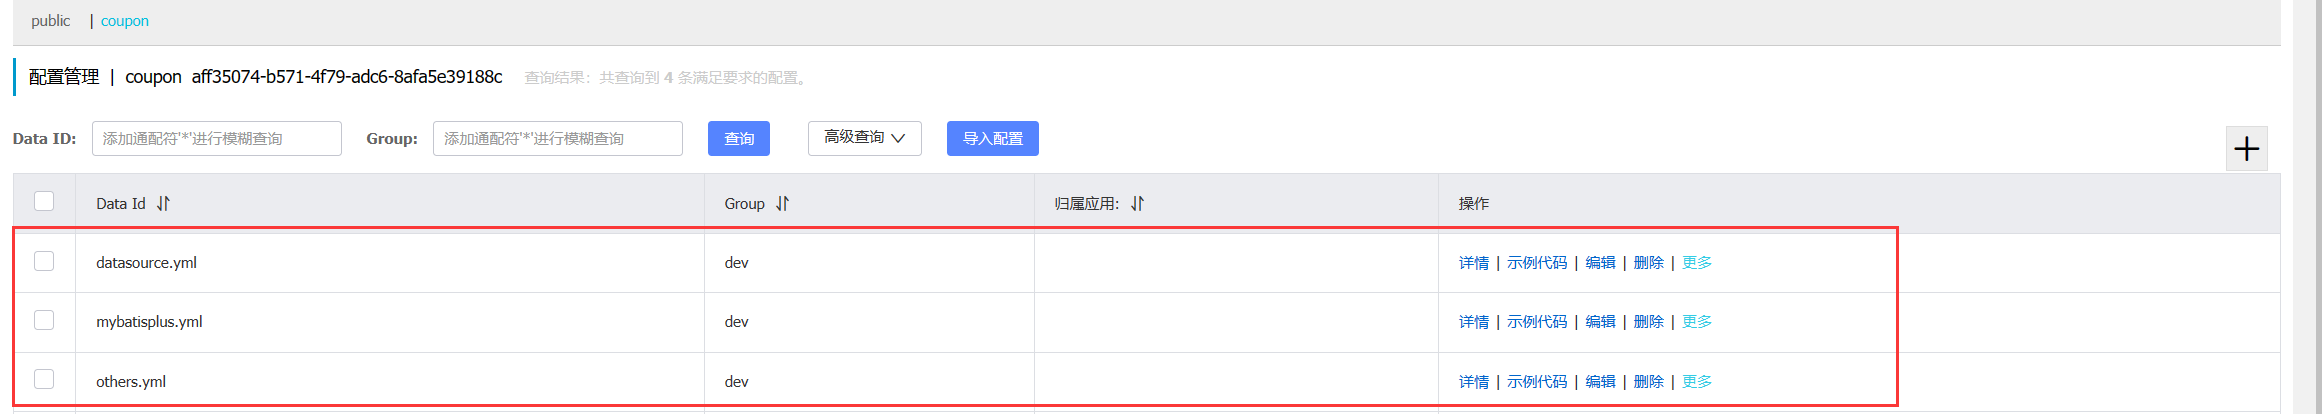 public | coupon
配置管理 | coupon aff35074-b571-4f79-adc6-8afa5e39188c 查询结果：共查询到 4 条满足要求的配置。
Data ID: 添加通配符'*'进行模糊查询 Group: 添加通配符'*'进行模糊查询 查询 高级查询 导入配置
Data Id Group 归属应用: 操作
datasource.yml dev 详情 | 示例代码 | 编辑 | 删除 | 更多
mybatisplus.yml dev 详情 | 示例代码 | 编辑 | 删除 | 更多
others.yml dev 详情 | 示例代码 | 编辑 | 删除 | 更多